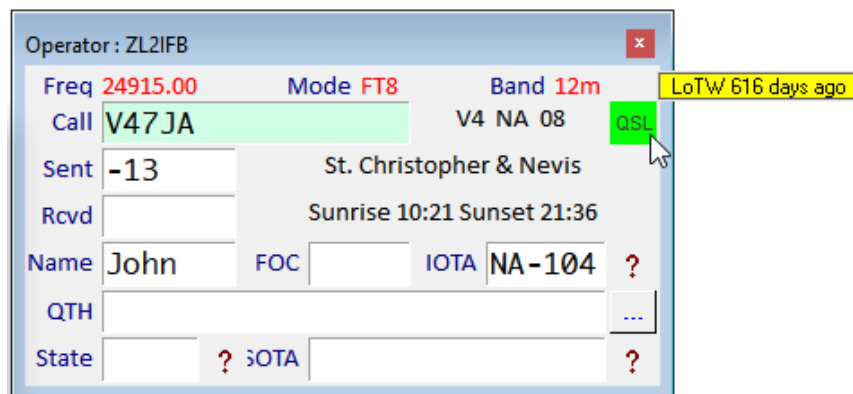 Operator : ZL2IFB x
Freq 24915.00 Mode FT8 Band 12m
LoTW 616 days ago
Call V47JA V4 NA 08 QSL
Sent -13 St. Christopher & Nevis
Rcvd Sunrise 10:21 Sunset 21:36
Name John FOC IOTA NA-104 ?
QTH ...
State ? SOTA ?